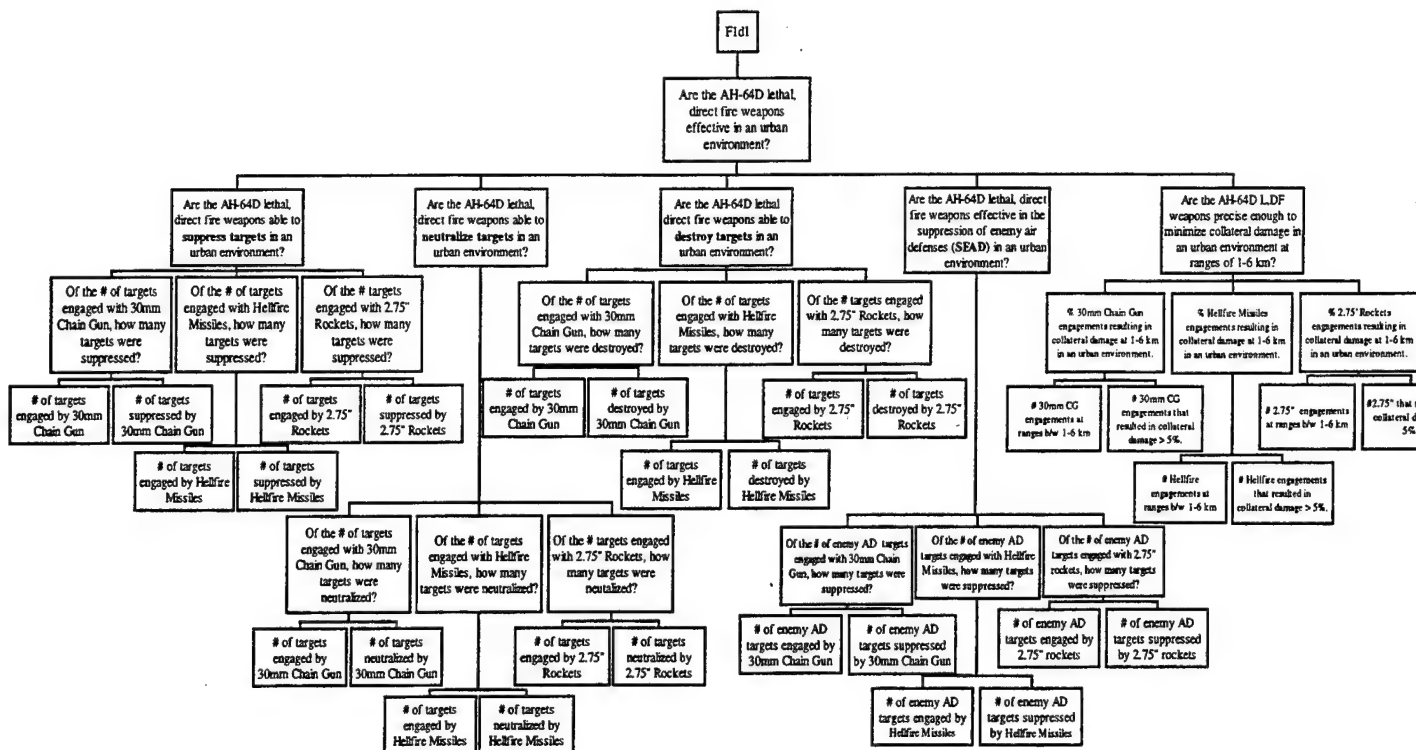 F1d1
Are the AH-64D lethal,
direct fire weapons
effective in an urban
environment?
Are the AH-64D lethal,
direct fire weapons able to
suppress targets in an
urban environment?
Are the AH-64D lethal,
direct fire weapons able to
neutralize targets in an
urban environment?
Are the AH-64D lethal
direct fire weapons able to
destroy targets in an
urban environment?
Are the AH-64D lethal, direct
fire weapons effective in the
suppression of enemy air
defenses (SEAD) in an urban
environment?
Are the AH-64D L,DF
weapons precise enough to
minimize collateral damage in
an urban environment at
ranges of 1-6 km?
Of the # of targets
engaged with 30mm
Chain Gun, how many
targets were
suppressed?
Of the # of targets
engaged with Hellfire
Missiles, how many
targets were
suppressed?
Of the # of targets
engaged with 2.75"
Rockets, how many
targets were
suppressed?
Of the # of targets
engaged with 30mm
Chain Gun, how many
targets were destroyed?
Of the # of targets
engaged with Hellfire
Missiles, how many
targets were destroyed?
Of the # targets engaged
with 2.75" Rockets, how
many targets were
destroyed?
% 30mm Chain Gun
engagements resulting in
collateral damage at 1-6 km
in an urban environment.
% Hellfire Missiles
engagements resulting in
collateral damage at 1-6 km
in an urban environment.
% 2.75" Rockets
engagements resulting in
collateral damage at 1-6 km
in an urban environment.
# of targets
engaged by 30mm
Chain Gun
# of targets
suppressed by
30mm Chain Gun
# of targets
engaged by 2.75"
Rockets
# of targets
suppressed by
2.75" Rockets
# of targets
engaged by 30mm
Chain Gun
# of targets
destroyed by
30mm Chain Gun
# of targets
engaged by 2.75"
Rockets
# of targets
destroyed by 2.75"
Rockets
# 30mm CG
engagements at
ranges b/w 1-6 km
# 30mm CG
engagements that
resulted in collateral
damage > 5%.
# 2.75" engagements
at ranges b/w 1-6 km
#2.75" that
collateral
5%
# of targets
engaged by Hellfire
Missiles
# of targets
suppressed by
Hellfire Missiles
# of targets
engaged by Hellfire
Missiles
# of targets
destroyed by
Hellfire Missiles
# Hellfire
engagements at
ranges b/w 1-6 km
# Hellfire engagements
that resulted in
collateral damage > 5%.
Of the # of targets
engaged with 30mm
Chain Gun, how many
targets were
neutralized?
Of the # of targets
engaged with Hellfire
Missiles, how many
targets were neutralized?
Of the # targets engaged
with 2.75" Rockets, how
many targets were
neutralized?
Of the # of enemy AD targets
engaged with 30mm Chain
Gun, how many targets were
suppressed?
Of the # of enemy AD
targets engaged with Hellfire
Missiles, how many targets
were suppressed?
Of the # of enemy AD
targets engaged with 2.75"
rockets, how many targets
were suppressed?
# of targets
engaged by
30mm Chain Gun
# of targets
neutralized by
30mm Chain Gun
# of targets
engaged by 2.75"
Rockets
# of targets
neutralized by
2.75" Rockets
# of enemy AD
targets engaged by
30mm Chain Gun
# of enemy AD
targets suppressed
by 30mm Chain Gun
# of enemy AD
targets engaged by
2.75" rockets
# of enemy AD
targets suppressed
by 2.75" rockets
# of targets
engaged by
Hellfire Missiles
# of targets
neutralized by
Hellfire Missiles
# of enemy AD
targets engaged by
Hellfire Missiles
# of enemy AD
targets suppressed
by Hellfire Missiles